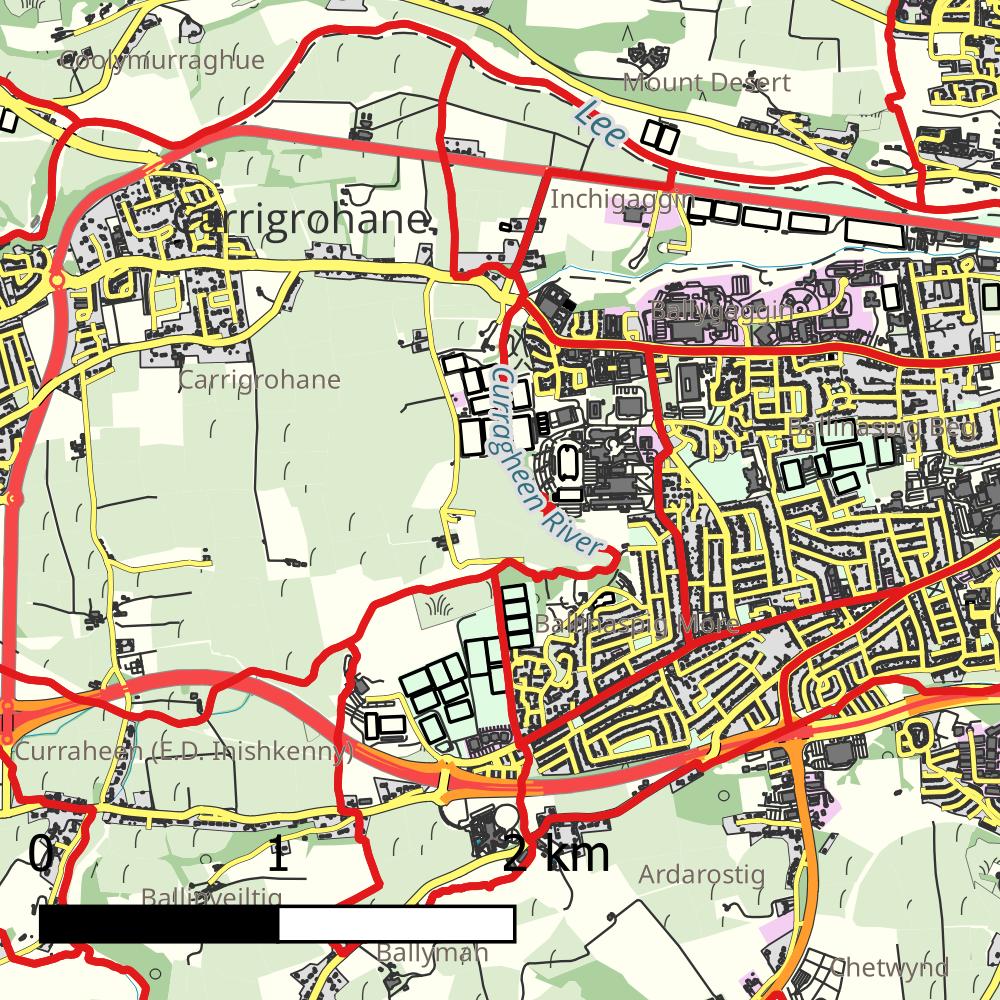 Coolymurraghue
Mount Desert
Lee
Inchigaggin
Carrigrohane
Ballygaggin
Carrigrohane
Curragheen River
Ballinaspig Beg
Ballinaspig More
Curraheen (E.D. Inishkenny)
0 1 2 km
Ardarostig
Ballinveiltig
Ballymah
Chetwynd